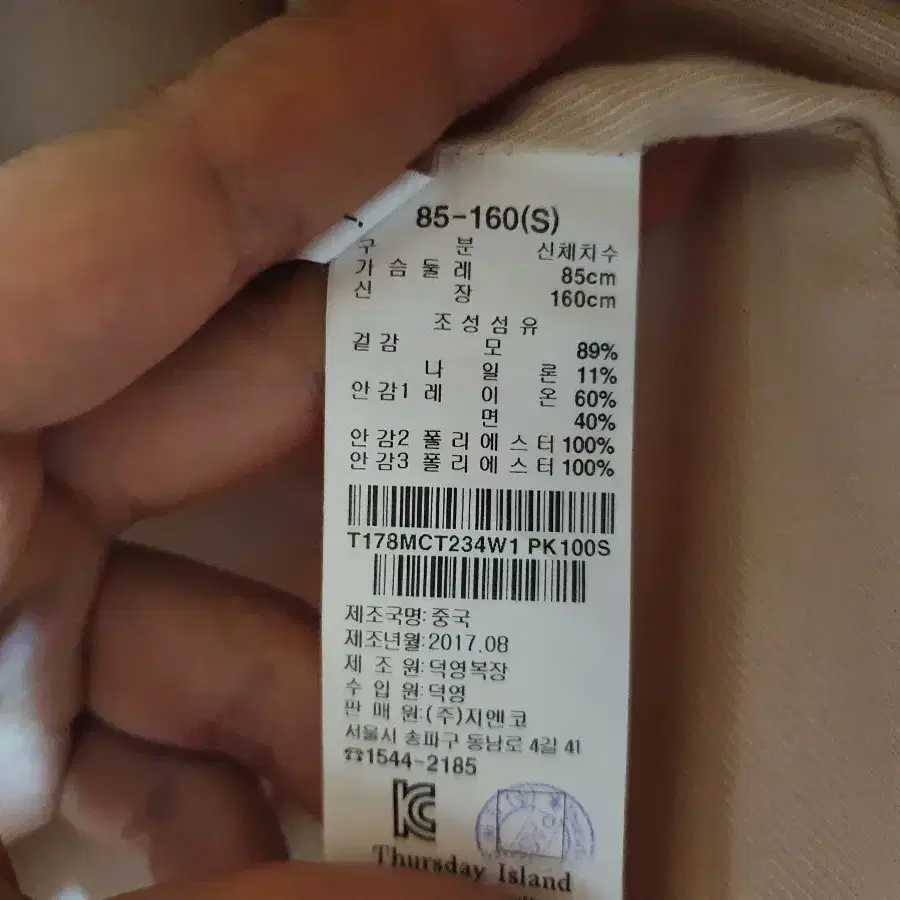 85-160(S)
구 분 신체치수
가슴둘레 85cm
신 장 160cm
조성섬유
겉감 모 89%
나 일 론 11%
안감1 레 이 온 60%
면 40%
안감2 폴리에스터 100%
안감3 폴리에스터 100%
T178MCT234W1 PK100S
제조국명:중국
제조년월:2017.08
제 조 원:덕영복장
수 입 원:덕영
판 매 원:(주)지엔코
서울시 송파구 동남로 4길 41
☎1544-2185
KC
Thursday Island